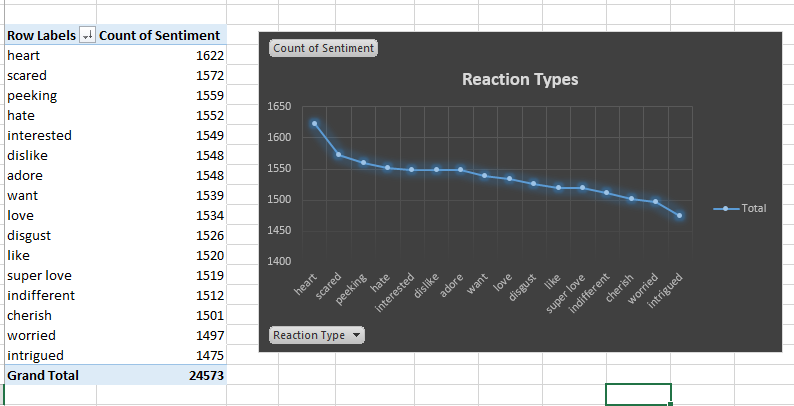 Row Labels Count of Sentiment
heart 1622
scared 1572
peeking 1559
hate 1552
interested 1549
dislike 1548
adore 1548
want 1539
love 1534
disgust 1526
like 1520
super love 1519
indifferent 1512
cherish 1501
worried 1497
intrigued 1475
Grand Total 24573
Count of Sentiment
Reaction Types
1650
1600
1550
1500
1450
1400
heart scared peeking hate interested dislike adore want love disgust like super love indifferent cherish worried intrigued
Total
Reaction Type